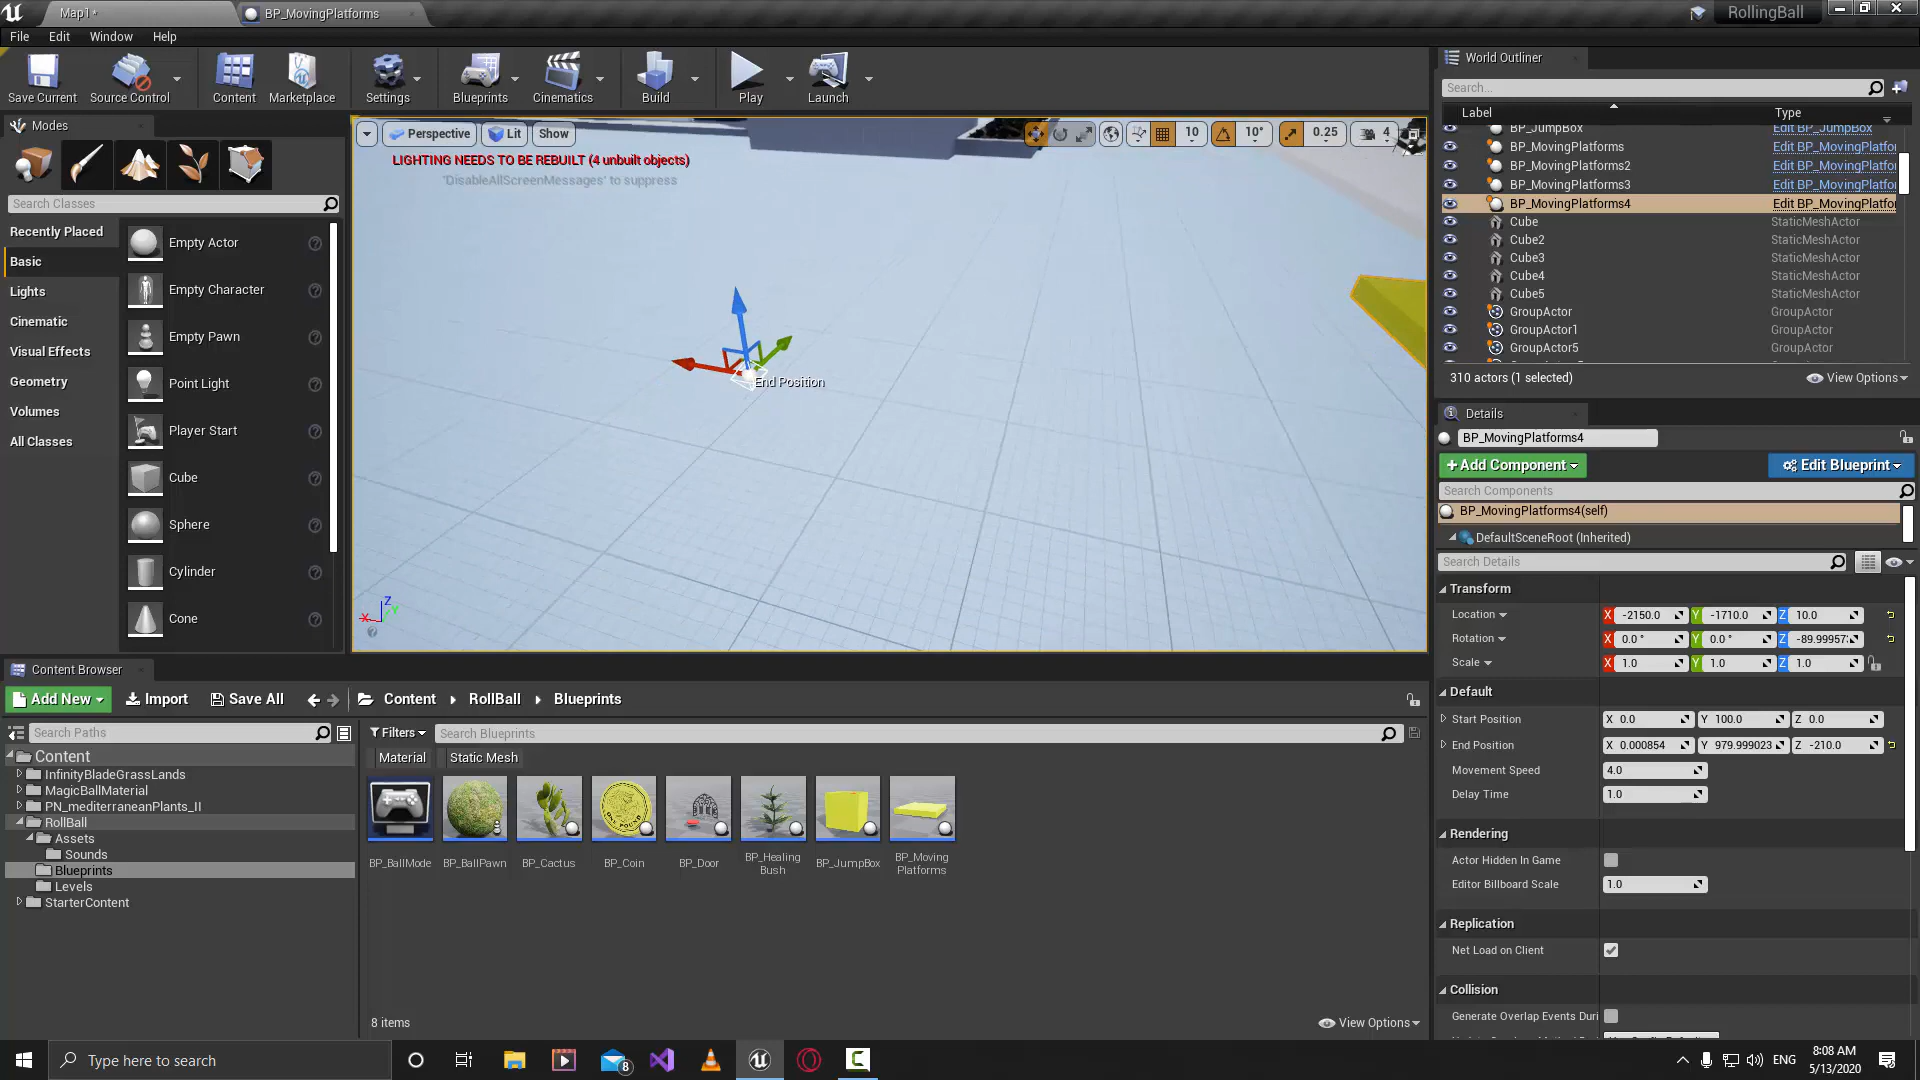 Map1*
BP_MovingPlatforms
RollingBall
File Edit Window Help
Save Current
Source Control
Content
Marketplace
Settings
Blueprints
Cinematics
Build
Play
Launch
Modes
Search Classes
Recently Placed
Basic
Lights
Cinematic
Visual Effects
Geometry
Volumes
All Classes
Empty Actor
Empty Character
Empty Pawn
Point Light
Player Start
Cube
Sphere
Cylinder
Cone
Perspective
Lit
Show
10
10°
0.25
4
LIGHTING NEEDS TO BE REBUILT (4 unbuilt objects)
'DisableAllScreenMessages' to suppress
End Position
Z
Y
X
World Outliner
Search...
Label Type
BP_JumpBox Edit BP_JumpBox
BP_MovingPlatforms Edit BP_MovingPlatfor
BP_MovingPlatforms2 Edit BP_MovingPlatfor
BP_MovingPlatforms3 Edit BP_MovingPlatfor
BP_MovingPlatforms4 Edit BP_MovingPlatfor
Cube StaticMeshActor
Cube2 StaticMeshActor
Cube3 StaticMeshActor
Cube4 StaticMeshActor
Cube5 StaticMeshActor
GroupActor GroupActor
GroupActor1 GroupActor
GroupActor5 GroupActor
310 actors (1 selected)
View Options
Details
BP_MovingPlatforms4
+Add Component
Edit Blueprint
Search Components
BP_MovingPlatforms4(self)
DefaultSceneRoot (Inherited)
Search Details
Transform
Location X -2150.0 Y -1710.0 Z 10.0
Rotation X 0.0 ° Y 0.0 ° Z -89.99957
Scale X 1.0 Y 1.0 Z 1.0
Default
Start Position X 0.0 Y 100.0 Z 0.0
End Position X 0.000854 Y 979.999023 Z -210.0
Movement Speed 4.0
Delay Time 1.0
Rendering
Actor Hidden In Game
Editor Billboard Scale 1.0
Replication
Net Load on Client
Collision
Generate Overlap Events Duri
Content Browser
Add New
Import
Save All
Content
RollBall
Blueprints
Search Paths
Filters
Search Blueprints
Material
Static Mesh
Content
InfinityBladeGrassLands
MagicBallMaterial
PN_mediterraneanPlants_II
RollBall
Assets
Sounds
Blueprints
Levels
StarterContent
BP_BallMode
BP_BallPawn
BP_Cactus
BP_Coin
BP_Door
BP_Healing
Bush
BP_JumpBox
BP_Moving
Platforms
8 items
View Options
Type here to search
8
ENG
8:08 AM
5/13/2020